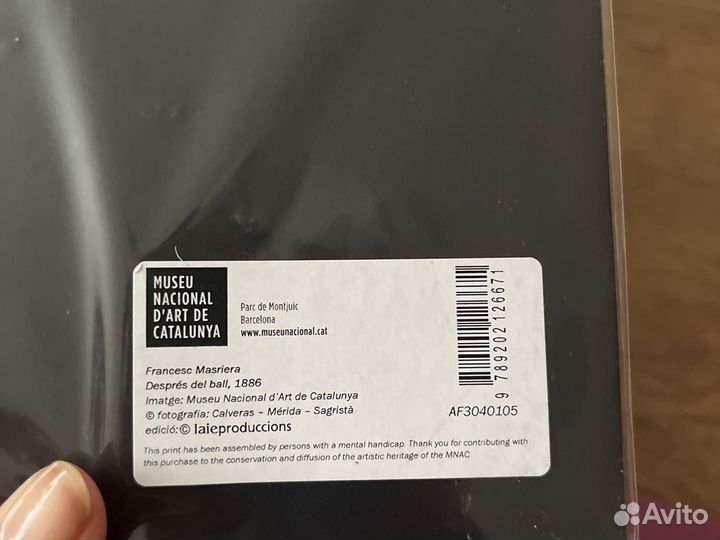 MUSEU
NACIONAL
D'ART DE
CATALUNYA
Parc de Montjuïc
Barcelona
www.museunacional.cat
Francesc Masriera
Després del ball, 1886
Imatge: Museu Nacional d'Art de Catalunya
© fotografia: Calveras – Mérida – Sagristà
edició:© laieproduccions
9 789202 126671
AF3040105
This print has been assembled by persons with a mental handicap. Thank you for contributing with
this purchase to the conservation and diffusion of the artistic heritage of the MNAC
Avito